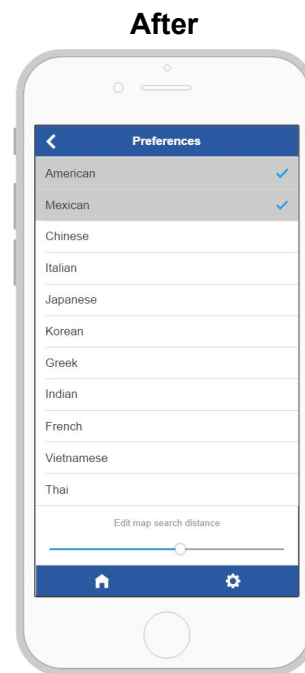 After
Preferences
American
Mexican
Chinese
Italian
Japanese
Korean
Greek
Indian
French
Vietnamese
Thai
Edit map search distance